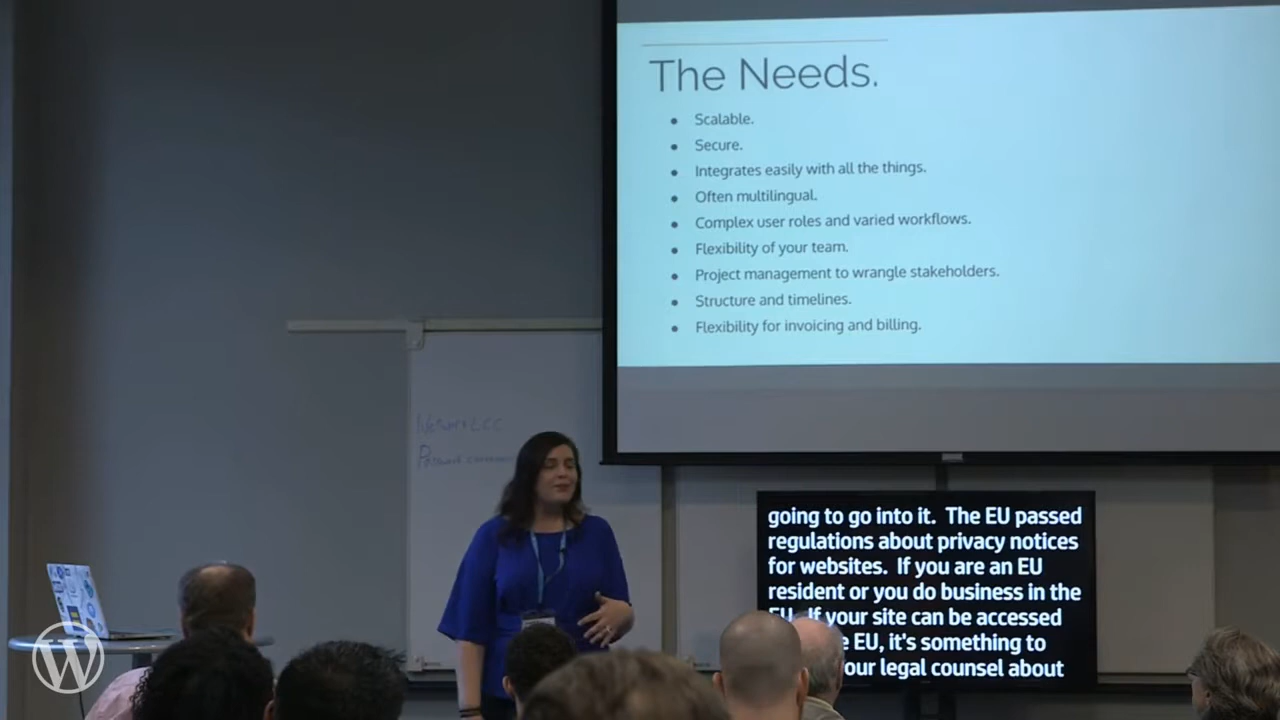 The Needs.
Scalable.
Secure.
Integrates easily with all the things.
Often multilingual.
Complex user roles and varied workflows.
Flexibility of your team.
Project management to wrangle stakeholders.
Structure and timelines.
Flexibility for invoicing and billing.
going to go into it. The EU passed
regulations about privacy notices
for websites. If you are an EU
resident or you do business in the
EU. If your site can be accessed
EU, it's something to
legal counsel about
W